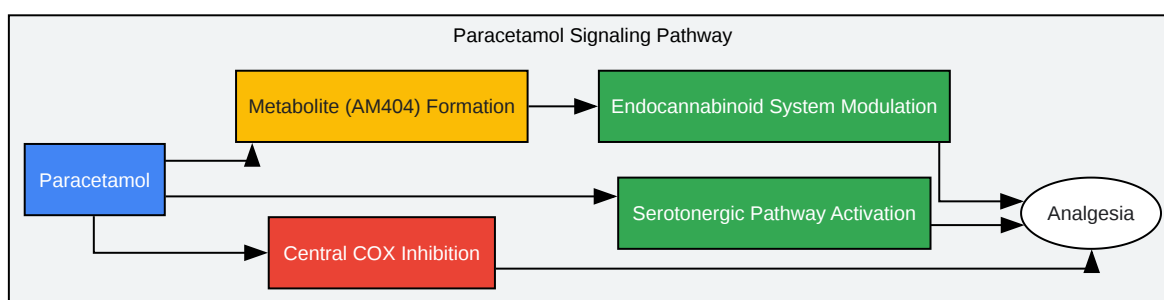 Paracetamol Signaling Pathway
Metabolite (AM404) Formation
Endocannabinoid System Modulation
Paracetamol
Serotonergic Pathway Activation
Analgesia
Central COX Inhibition